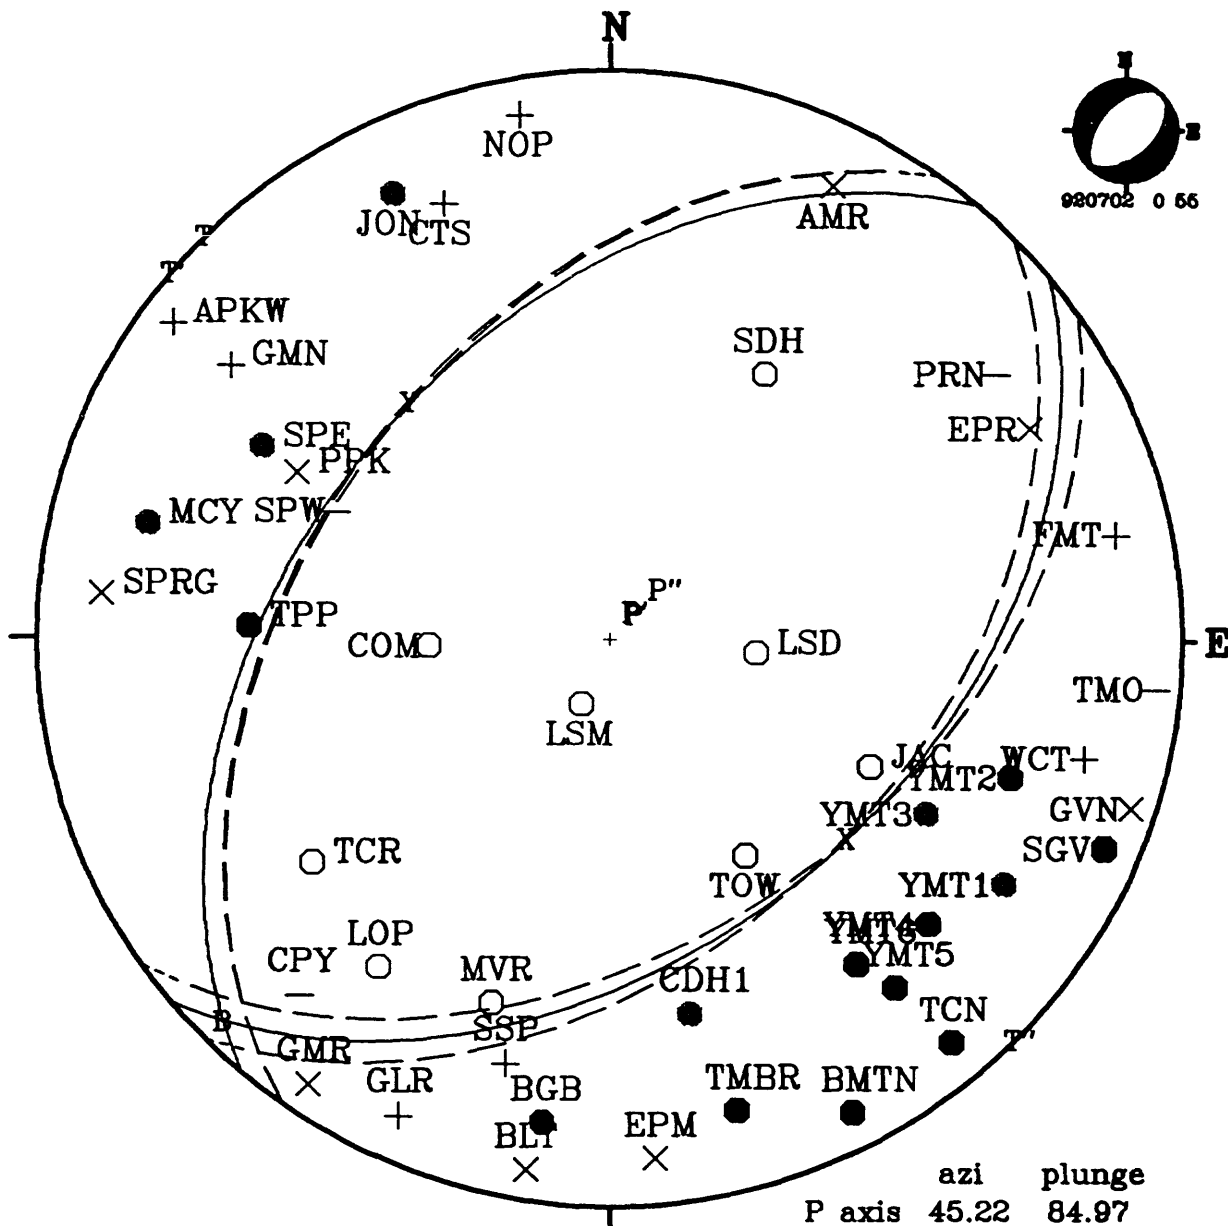 N
N
E
920702 0 55
NOP
JON
CTS
AMR
T
T'
APKW
GMN
SDH
PRN
EPR
Y
SPE
PPK
MCY
SPW
FMT
SPRG
TPP
P'
P"
COM
LSD
E
LSM
TMO
JAC
WCT
YMT2
YMT3
GVN
X
SGV
TCR
TOW
YMT1
YMT4
LOP
YMT5
CPY
MVR
CDH1
B
SSP
TCN
GMR
T"
GLR
BGB
TMBR
BMTN
BLT
EPM
azi plunge
P axis 45.22 84.97